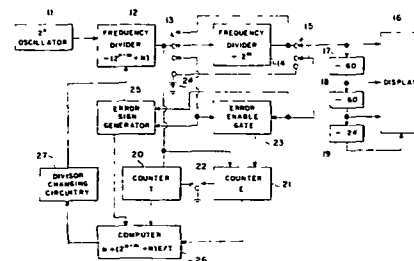 11
2ⁿ
OSCILLATOR
12
FREQUENCY
DIVIDER
÷(2ⁿ⁻ᵐ+N)
13
FREQUENCY
DIVIDER
÷2ᵐ
14
15
16
17
÷60
18
÷60
÷24
19
DISPLAY
24
25
ERROR
SIGN
GENERATOR
ERROR
ENABLE
GATE
23
27
DIVISOR
CHANGING
CIRCUITRY
20
COUNTER
T
22
COUNTER
E
21
COMPUTER
N+(2ⁿ⁻ᵐ+N)E/T
26